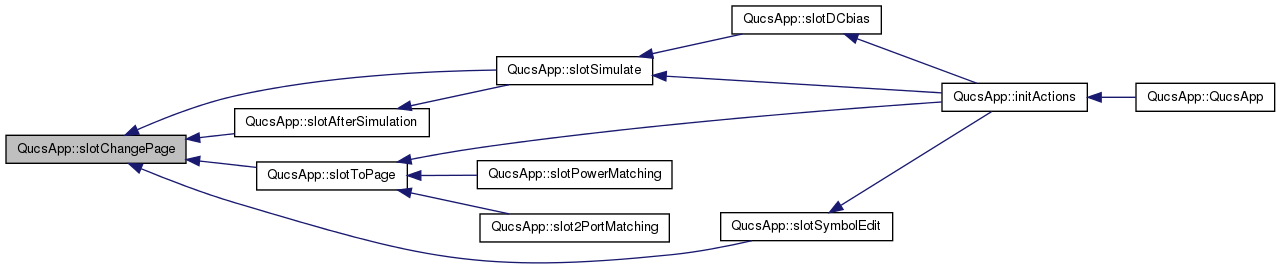 QucsApp::slotChangePage
QucsApp::slotSimulate
QucsApp::slotAfterSimulation
QucsApp::slotToPage
QucsApp::slotPowerMatching
QucsApp::slot2PortMatching
QucsApp::slotDCbias
QucsApp::slotSymbolEdit
QucsApp::initActions
QucsApp::QucsApp